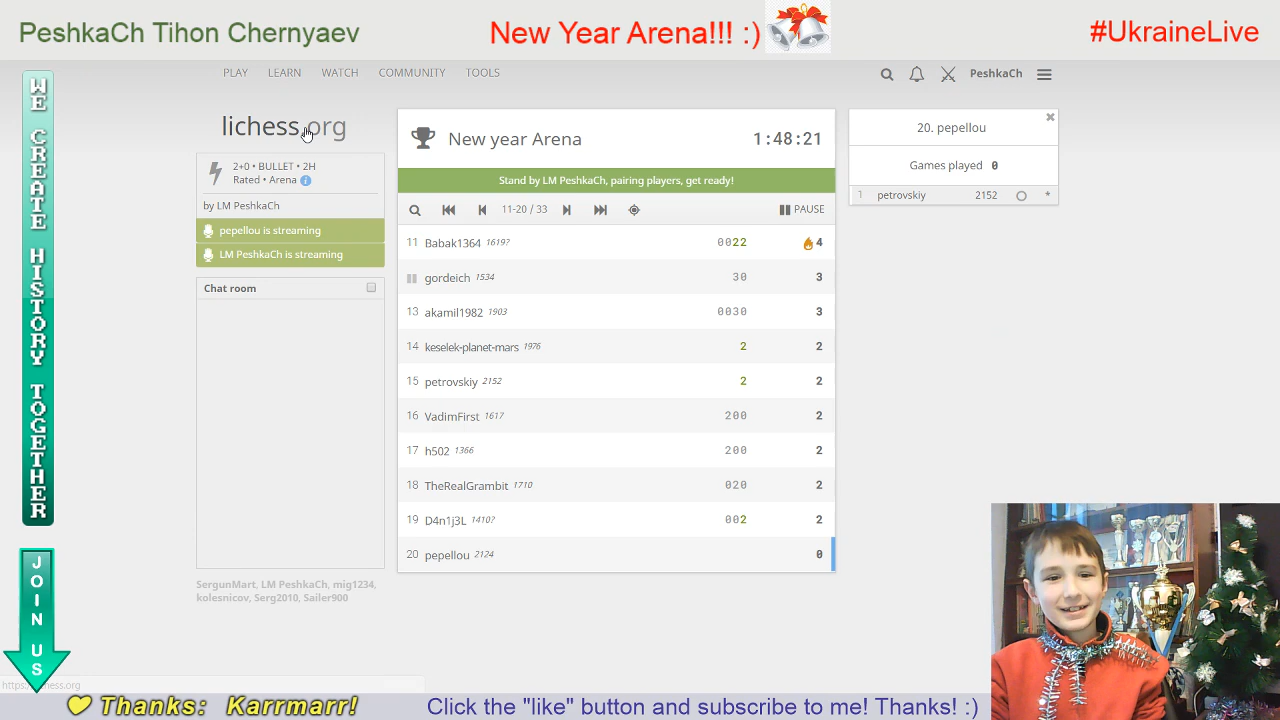 PeshkaCh Tihon Chernyaev
New Year Arena!!! :)
#UkraineLive
WE CREATE HISTORY TOGETHER
JOIN US
PLAY LEARN WATCH COMMUNITY TOOLS
PeshkaCh
lichess.org
2+0 • BULLET • 2H
Rated • Arena
by LM PeshkaCh
pepellou is streaming
LM PeshkaCh is streaming
Chat room
SergunMart, LM PeshkaCh, mig1234,
kolesnicov, Serg2010, Sailer900
New year Arena 1:48:21
Stand by LM PeshkaCh, pairing players, get ready!
11-20 / 33 PAUSE
11 Babak1364 1619? 0022 4
gordeich 1534 30 3
13 akamil1982 1903 0030 3
14 keselek-planet-mars 1976 2 2
15 petrovskiy 2152 2 2
16 VadimFirst 1617 200 2
17 h502 1366 200 2
18 TheRealGrambit 1710 020 2
19 D4n1j3L 1410? 002 2
20 pepellou 2124 0
20. pepellou
Games played 0
1 petrovskiy 2152 *
Thanks: Karrmarr!
Click the "like" button and subscribe to me! Thanks! :)